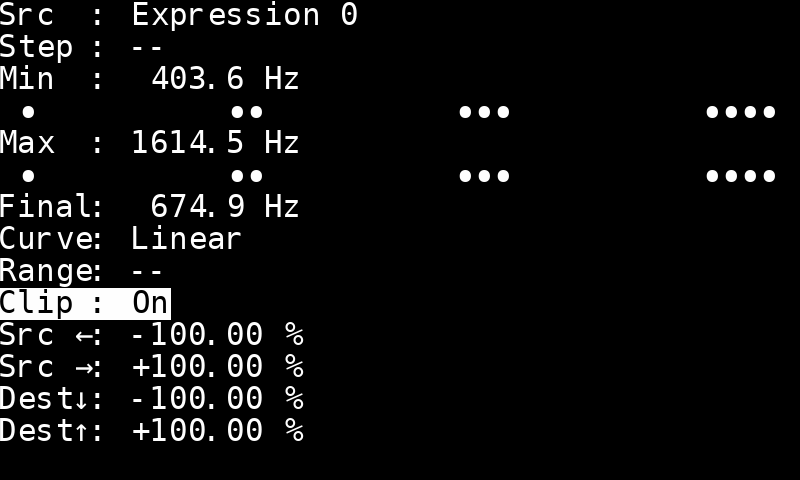 Src  : Expression 0
Step : --
Min  :  403.6 Hz
• •• ••• ••••
Max  : 1614.5 Hz
• •• ••• ••••
Final:  674.9 Hz
Curve: Linear
Range: --
Clip : On
Src ←: -100.00 %
Src →: +100.00 %
Dest↓: -100.00 %
Dest↑: +100.00 %